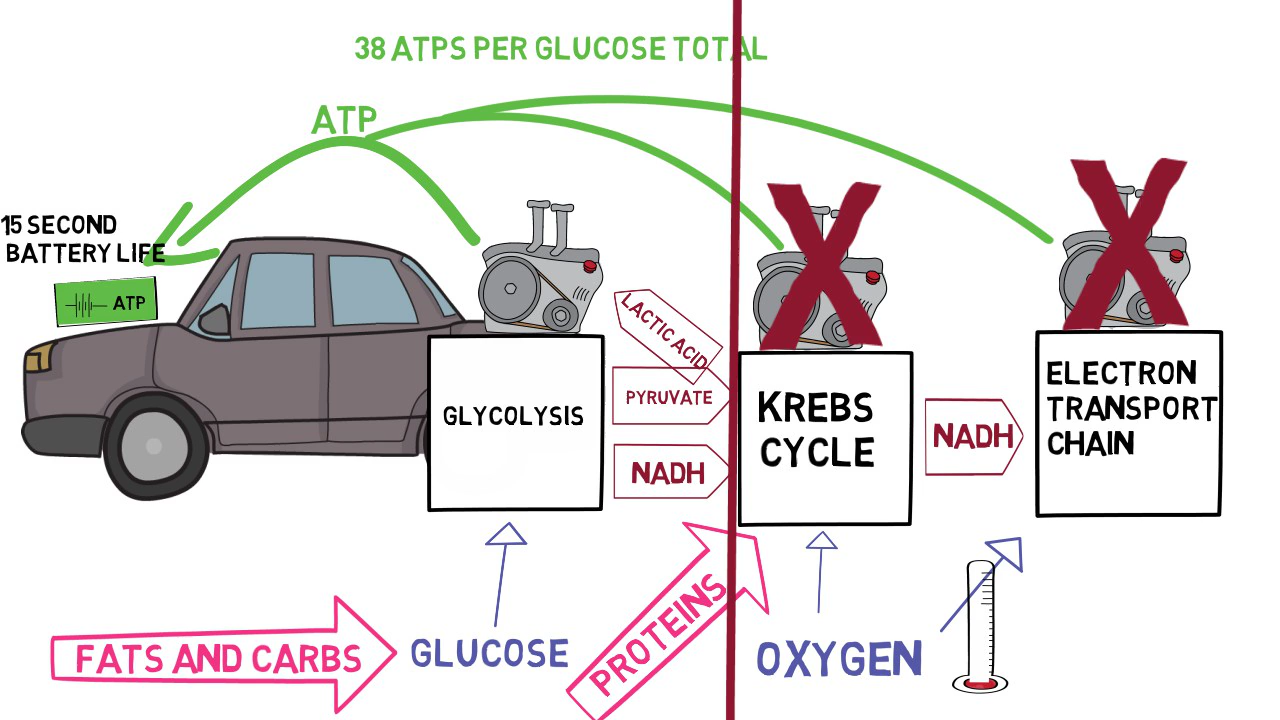 38 ATPS PER GLUCOSE TOTAL
ATP
15 SECOND
BATTERY LIFE
ATP
LACTIC ACID
PYRUVATE
NADH
GLYCOLYSIS
KREBS
CYCLE
NADH
ELECTRON
TRANSPORT
CHAIN
FATS AND CARBS
GLUCOSE
PROTEINS
OXYGEN